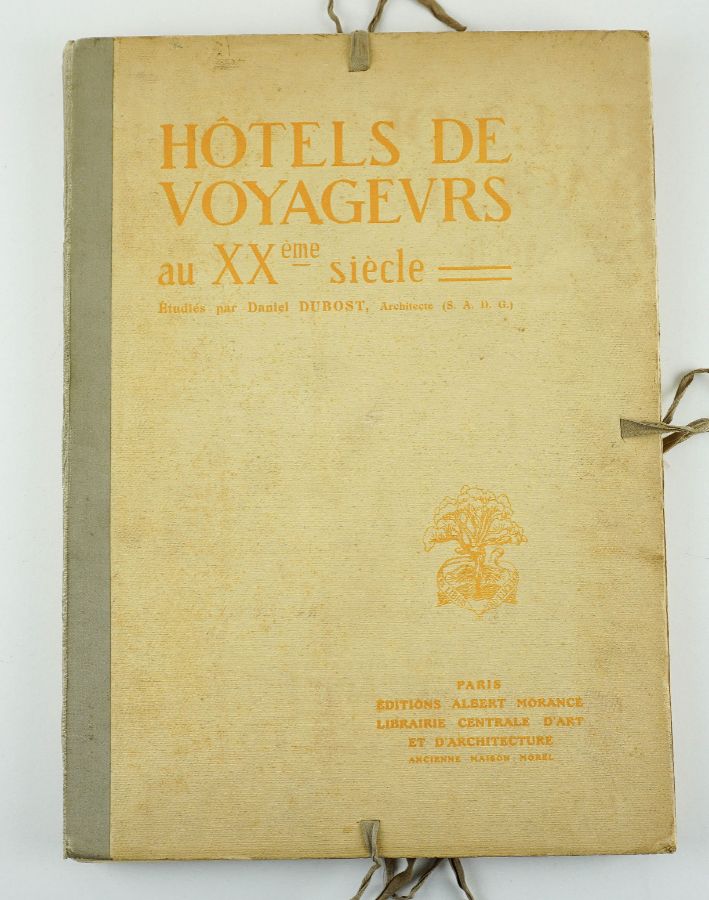 HÔTELS DE
VOYAGEVRS
au XXème siècle
Étudiés par Daniel DUBOST, Architecte (S. A. D. G.)
PARIS
ÉDITIONS ALBERT MORANCÉ
LIBRAIRIE CENTRALE D'ART
ET D'ARCHITECTURE
ANCIENNE MAISON MOREL